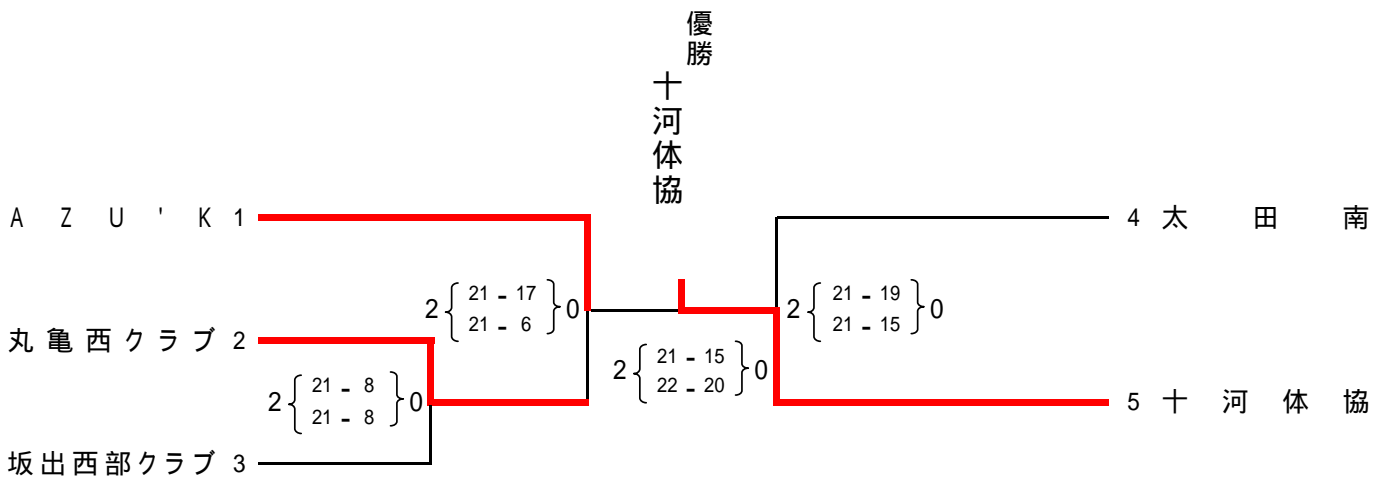 優勝
十河体協
AZU'K 1
4 太田南
2 { 21 - 17 } 0
21 - 6
2 { 21 - 19 } 0
21 - 15
丸亀西クラブ 2
2 { 21 - 15 } 0
22 - 20
2 { 21 - 8 } 0
21 - 8
5 十河体協
坂出西部クラブ 3